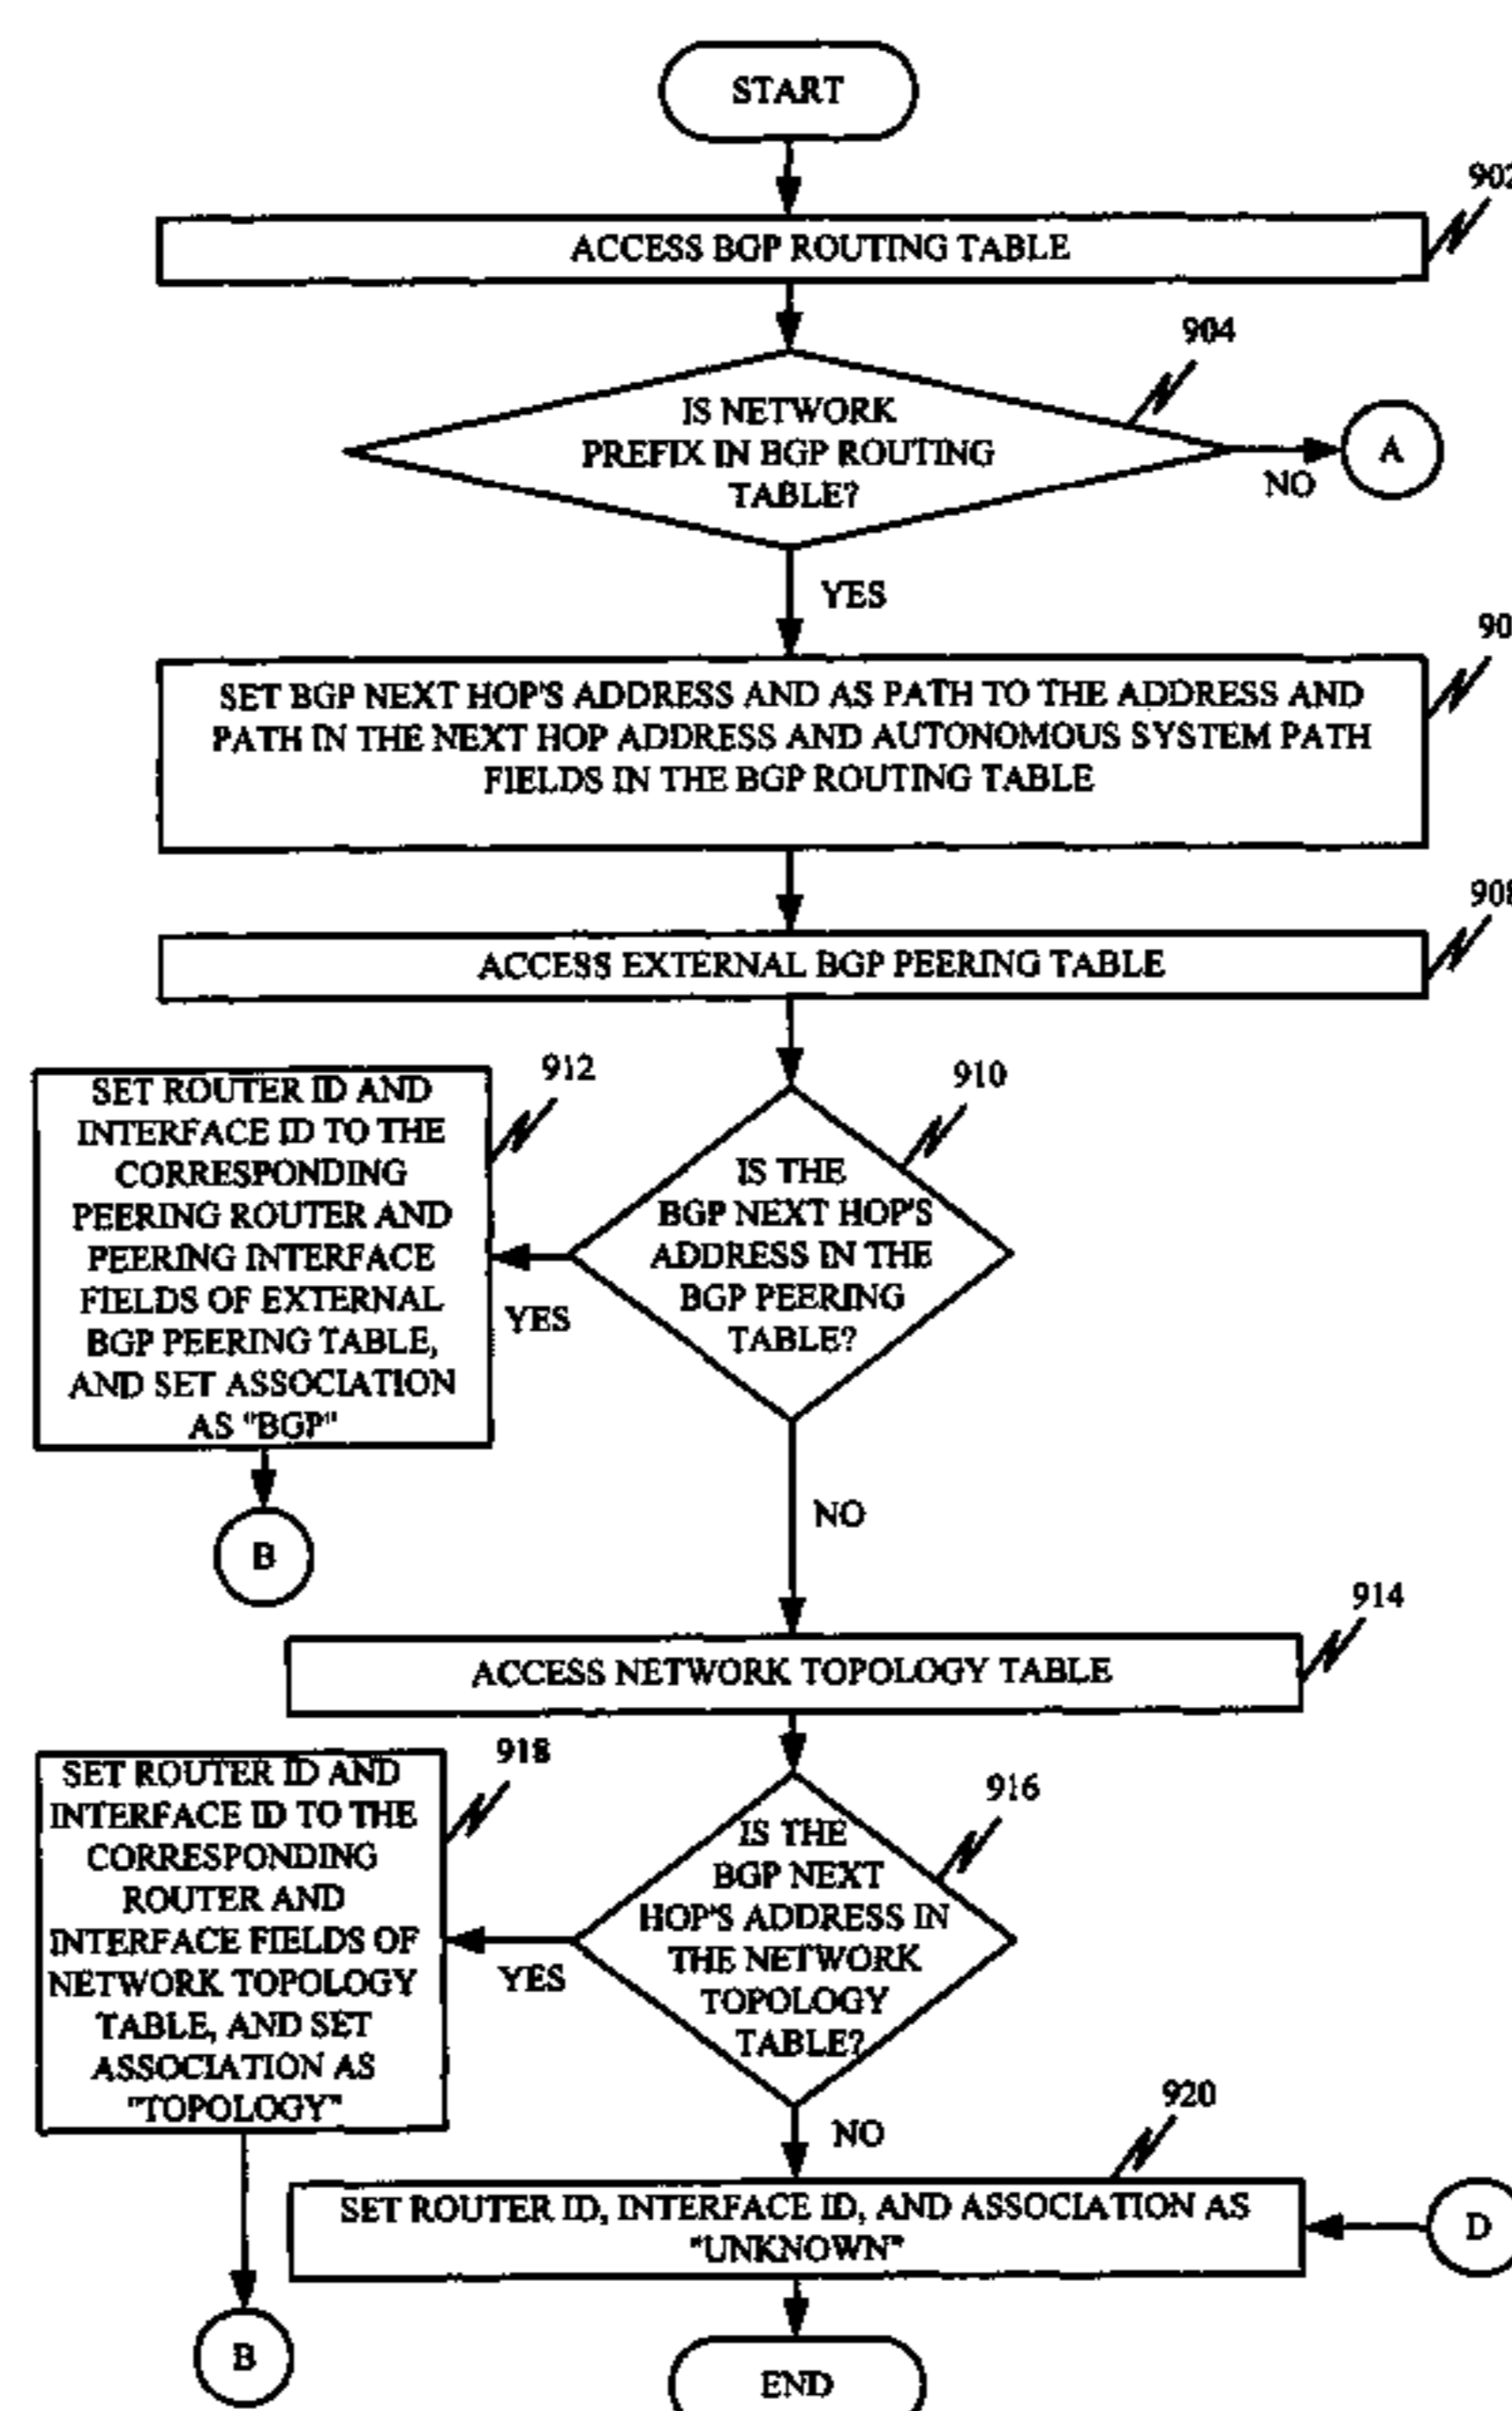 START
902
ACCESS BGP ROUTING TABLE
904
IS NETWORK
PREFIX IN BGP ROUTING
TABLE?
A
NO
YES
90
SET BGP NEXT HOP'S ADDRESS AND AS PATH TO THE ADDRESS AND
PATH IN THE NEXT HOP ADDRESS AND AUTONOMOUS SYSTEM PATH
FIELDS IN THE BGP ROUTING TABLE
908
ACCESS EXTERNAL BGP PEERING TABLE
912
SET ROUTER ID AND
INTERFACE ID TO THE
CORRESPONDING
PEERING ROUTER AND
PEERING INTERFACE
FIELDS OF EXTERNAL
BGP PEERING TABLE,
AND SET ASSOCIATION
AS "BGP"
910
IS THE
BGP NEXT HOP'S
ADDRESS IN THE
BGP PEERING
TABLE?
YES
B
NO
914
ACCESS NETWORK TOPOLOGY TABLE
918
SET ROUTER ID AND
INTERFACE ID TO THE
CORRESPONDING
ROUTER AND
INTERFACE FIELDS OF
NETWORK TOPOLOGY
TABLE, AND SET
ASSOCIATION AS
"TOPOLOGY"
916
IS THE
BGP NEXT
HOP'S ADDRESS IN
THE NETWORK
TOPOLOGY
TABLE?
YES
NO
920
SET ROUTER ID, INTERFACE ID, AND ASSOCIATION AS
"UNKNOWN"
D
B
END